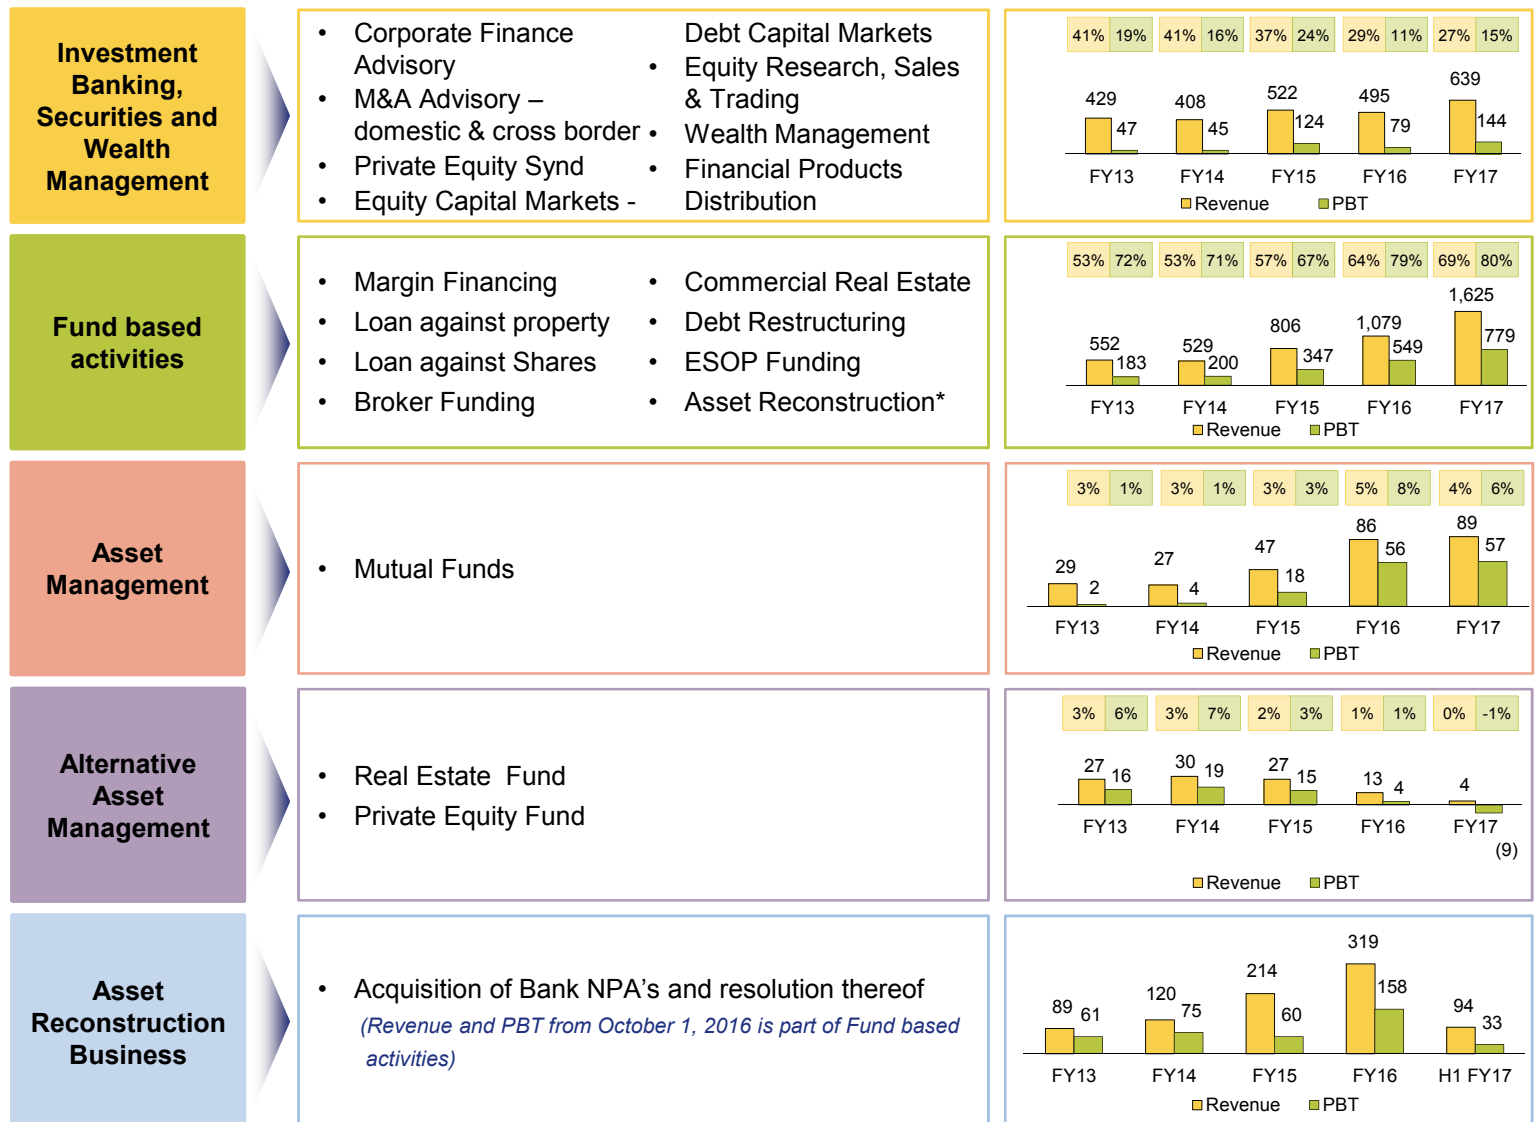 Investment
Banking,
Securities and
Wealth
Management
• Corporate Finance
Advisory
• M&A Advisory –
domestic & cross border
• Private Equity Synd
• Equity Capital Markets -
Debt Capital Markets
• Equity Research, Sales
& Trading
• Wealth Management
• Financial Products
Distribution
41% 19% 41% 16% 37% 24% 29% 11% 27% 15%
429 47 408 45 522 124 495 79 639 144
FY13 FY14 FY15 FY16 FY17
Revenue PBT
Fund based
activities
• Margin Financing
• Loan against property
• Loan against Shares
• Broker Funding
• Commercial Real Estate
• Debt Restructuring
• ESOP Funding
• Asset Reconstruction*
53% 72% 53% 71% 57% 67% 64% 79% 69% 80%
552 183 529 200 806 347 1,079 549 1,625 779
FY13 FY14 FY15 FY16 FY17
Revenue PBT
Asset
Management
• Mutual Funds
3% 1% 3% 1% 3% 3% 5% 8% 4% 6%
29 2 27 4 47 18 86 56 89 57
FY13 FY14 FY15 FY16 FY17
Revenue PBT
Alternative
Asset
Management
• Real Estate Fund
• Private Equity Fund
3% 6% 3% 7% 2% 3% 1% 1% 0% -1%
27 16 30 19 27 15 13 4 4
FY13 FY14 FY15 FY16 FY17
(9)
Revenue PBT
Asset
Reconstruction
Business
• Acquisition of Bank NPA’s and resolution thereof
(Revenue and PBT from October 1, 2016 is part of Fund based
activities)
89 61 120 75 214 60 319 158 94 33
FY13 FY14 FY15 FY16 H1 FY17
Revenue PBT